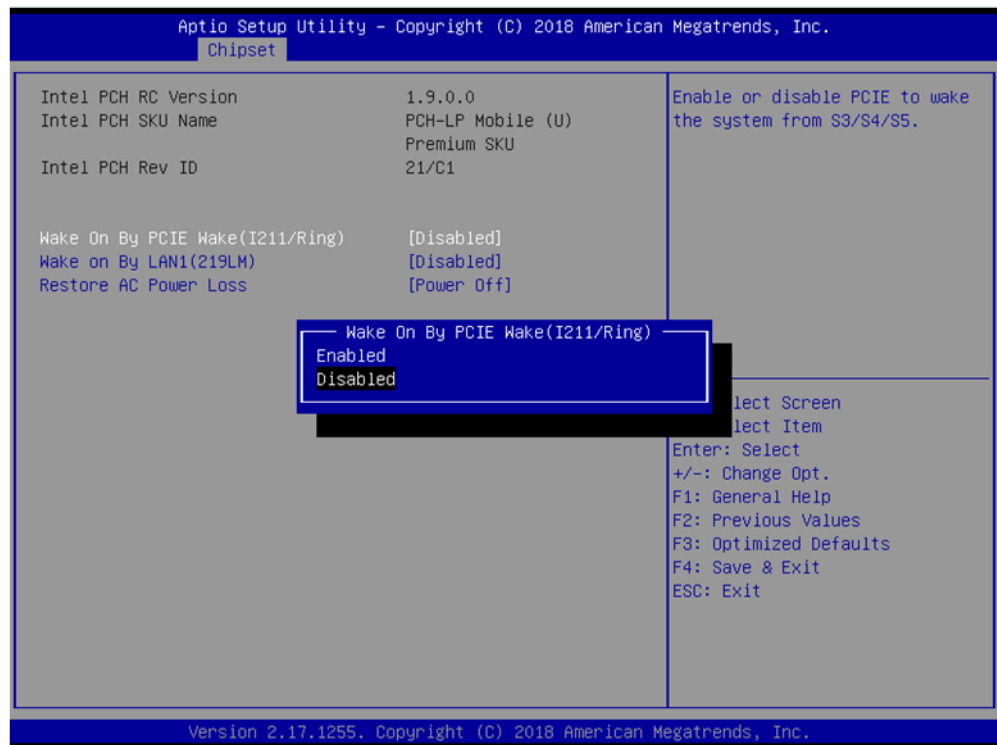 Aptio Setup Utility – Copyright (C) 2018 American Megatrends, Inc.
Chipset
Intel PCH RC Version 1.9.0.0
Intel PCH SKU Name PCH-LP Mobile (U)
Premium SKU
Intel PCH Rev ID 21/C1
Wake On By PCIE Wake(I211/Ring) [Disabled]
Wake on By LAN1(219LM) [Disabled]
Restore AC Power Loss [Power Off]
Wake On By PCIE Wake(I211/Ring)
Enabled
Disabled
Enable or disable PCIE to wake
the system from S3/S4/S5.
lect Screen
lect Item
Enter: Select
+/-: Change Opt.
F1: General Help
F2: Previous Values
F3: Optimized Defaults
F4: Save & Exit
ESC: Exit
Version 2.17.1255. Copyright (C) 2018 American Megatrends, Inc.